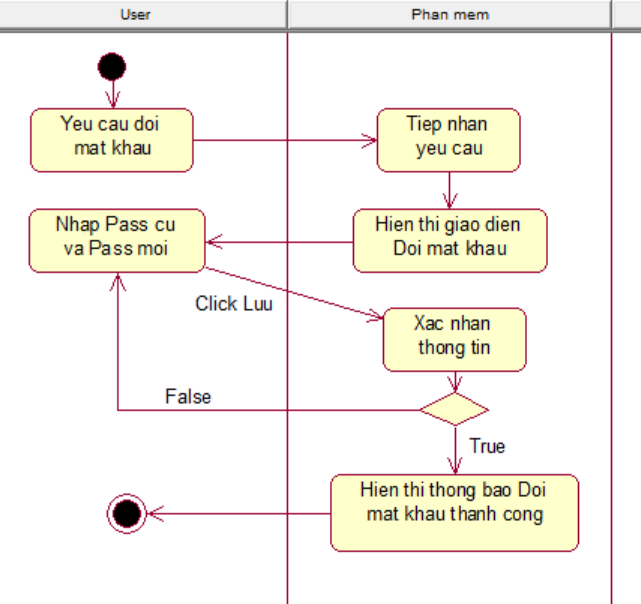 User
Phan mem
Yeu cau doi
mat khau
Tiep nhan
yeu cau
Nhap Pass cu
va Pass moi
Hien thi giao dien
Doi mat khau
Click Luu
Xac nhan
thong tin
False
True
Hien thi thong bao Doi
mat khau thanh cong